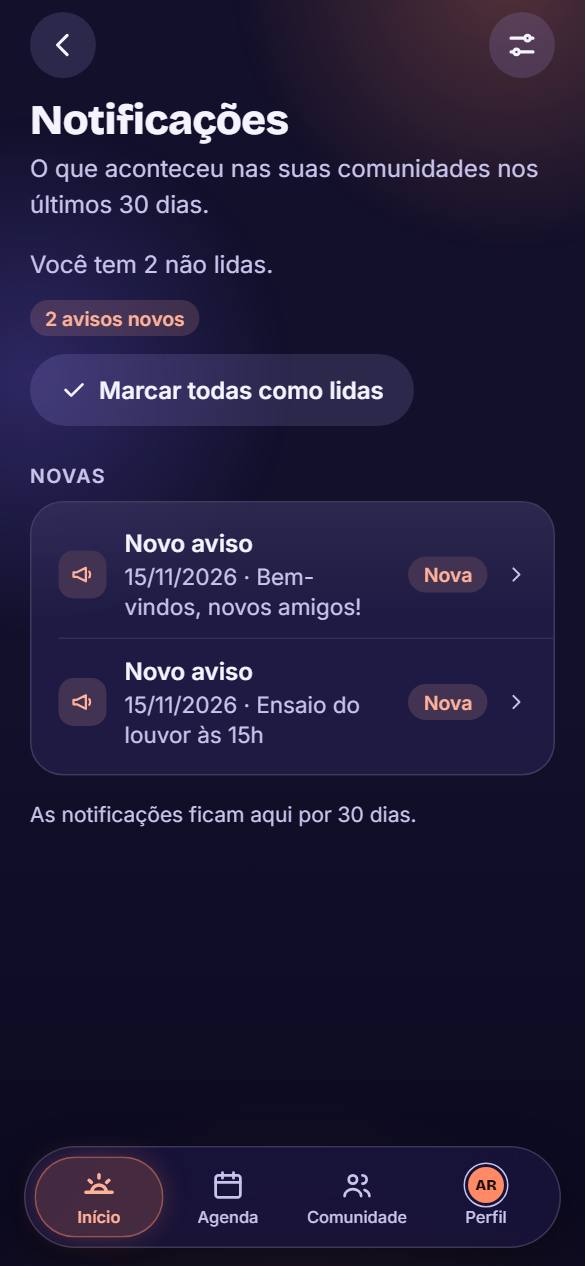 Notificações
O que aconteceu nas suas comunidades nos
últimos 30 dias.
Você tem 2 não lidas.
2 avisos novos
Marcar todas como lidas
NOVAS
Novo aviso
15/11/2026 · Bem-
vindos, novos amigos!
Nova
Novo aviso
15/11/2026 · Ensaio do
louvor às 15h
Nova
As notificações ficam aqui por 30 dias.
Início
Agenda
Comunidade
AR
Perfil